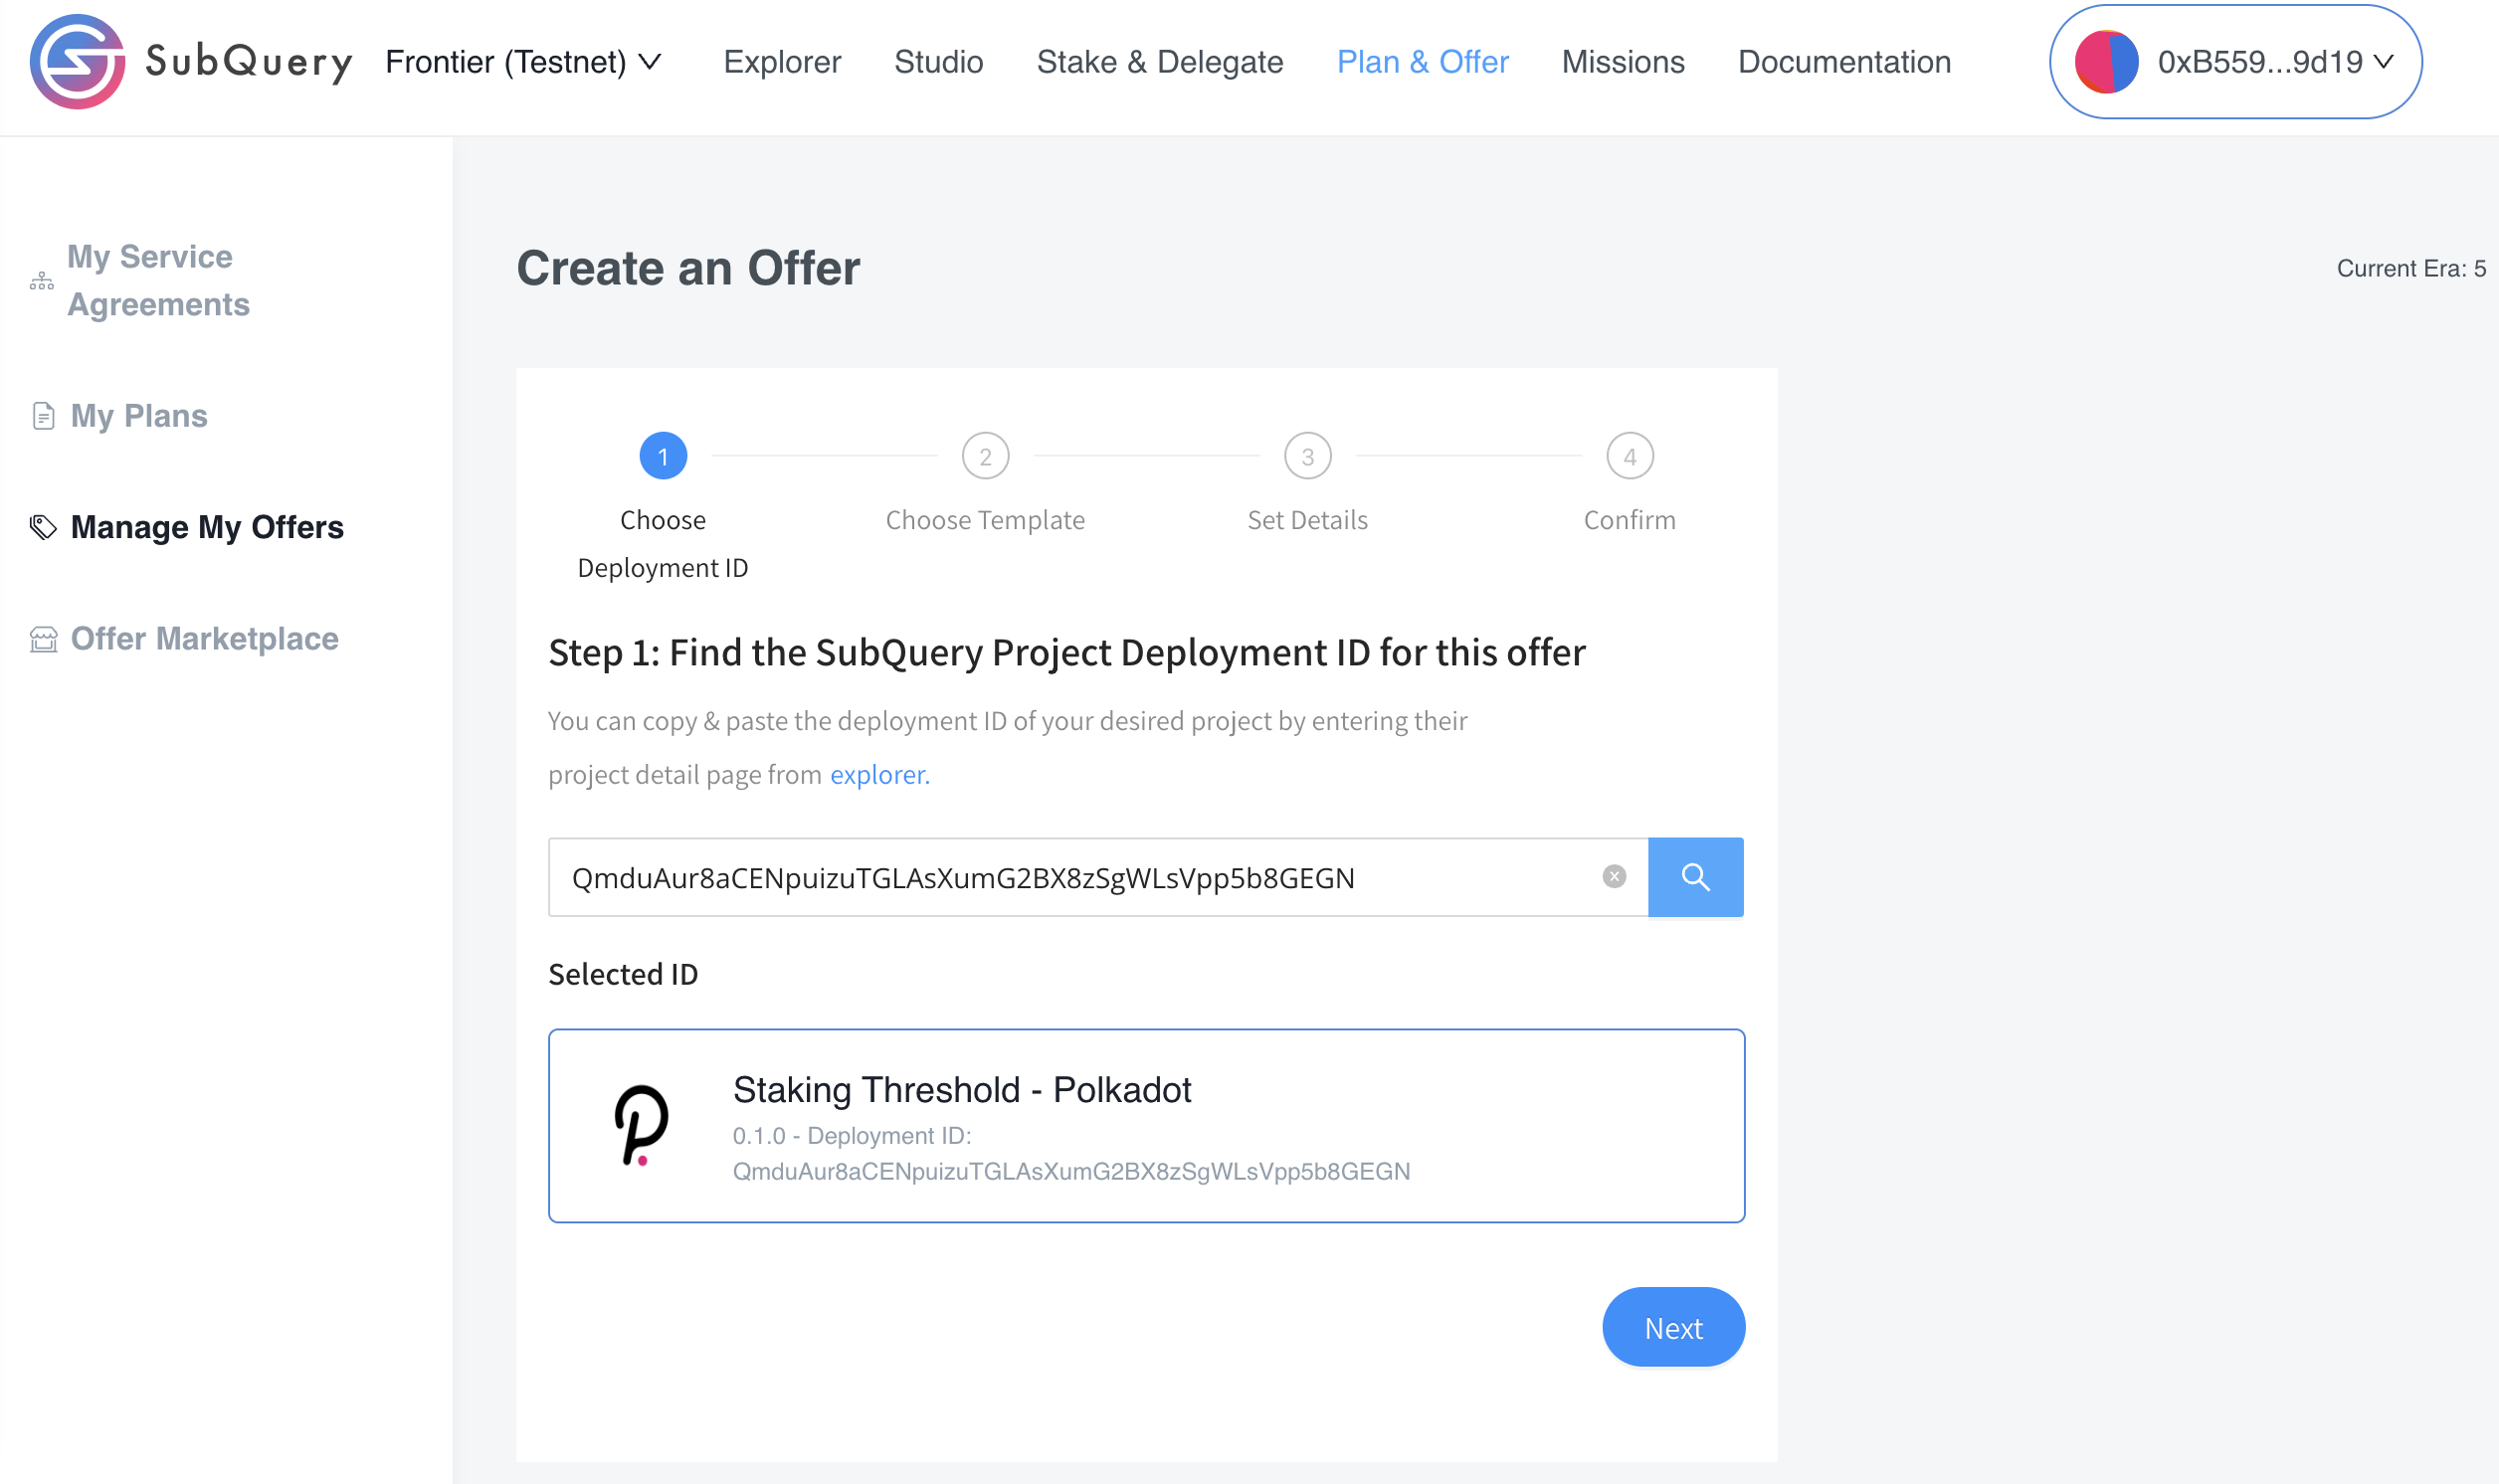 SubQuery
Frontier (Testnet)
Explorer
Studio
Stake & Delegate
Plan & Offer
Missions
Documentation
0xB559...9d19
My Service
Agreements
My Plans
Manage My Offers
Offer Marketplace
Create an Offer
Current Era: 5
1
2
3
4
Choose
Deployment ID
Choose Template
Set Details
Confirm
Step 1: Find the SubQuery Project Deployment ID for this offer
You can copy & paste the deployment ID of your desired project by entering their
project detail page from explorer.
QmduAur8aCENpuizuTGLAsXumG2BX8zSgWLsVpp5b8GEGN
Selected ID
Staking Threshold - Polkadot
0.1.0 - Deployment ID:
QmduAur8aCENpuizuTGLAsXumG2BX8zSgWLsVpp5b8GEGN
Next